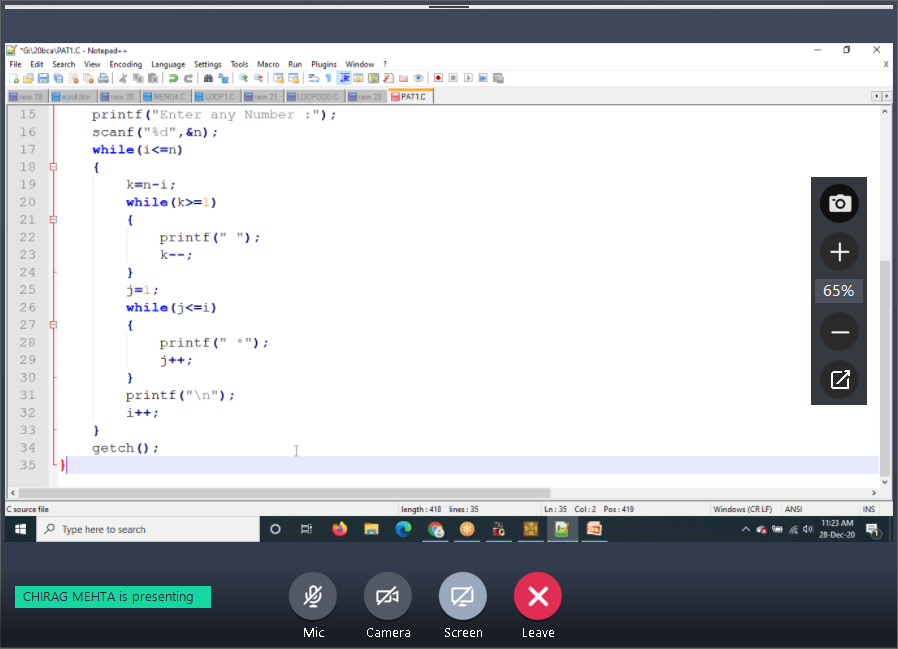 *G:\20bca\PAT1.C - Notepad++
File Edit Search View Encoding Language Settings Tools Macro Run Plugins Window ? X
new 19 scroll.htm new 20 MENU4.C LOOP1.C new 21 LOOPDO0.C new 22 PAT1.C
15 printf("Enter any Number :");
16 scanf("%d",&n);
17 while(i<=n)
18 {
19 k=n-i;
20 while(k>=1)
21 {
22 printf(" ");
23 k--;
24 }
25 j=1;
26 while(j<=i)
27 {
28 printf(" *");
29 j++;
30 }
31 printf("\n");
32 i++;
33 }
34 getch();
35 }
65%
C source file length : 418 lines : 35 Ln : 35 Col : 2 Pos : 419 Windows (CR LF) ANSI INS
Type here to search
11:23 AM
28-Dec-20
1
CHIRAG MEHTA is presenting
Mic Camera Screen Leave